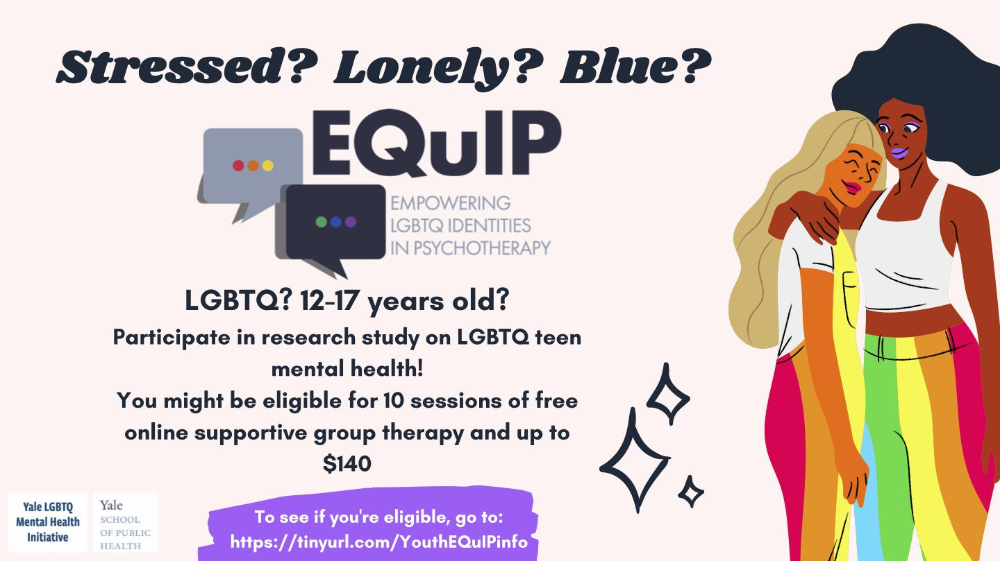 Stressed? Lonely? Blue?
EQuIP
EMPOWERING
LGBTQ IDENTITIES
IN PSYCHOTHERAPY
LGBTQ? 12-17 years old?
Participate in research study on LGBTQ teen
mental health!
You might be eligible for 10 sessions of free
online supportive group therapy and up to
$140
To see if you're eligible, go to:
https://tinyurl.com/YouthEQuIPinfo
Yale LGBTQ
Mental Health
Initiative
Yale
SCHOOL
OF PUBLIC
HEALTH